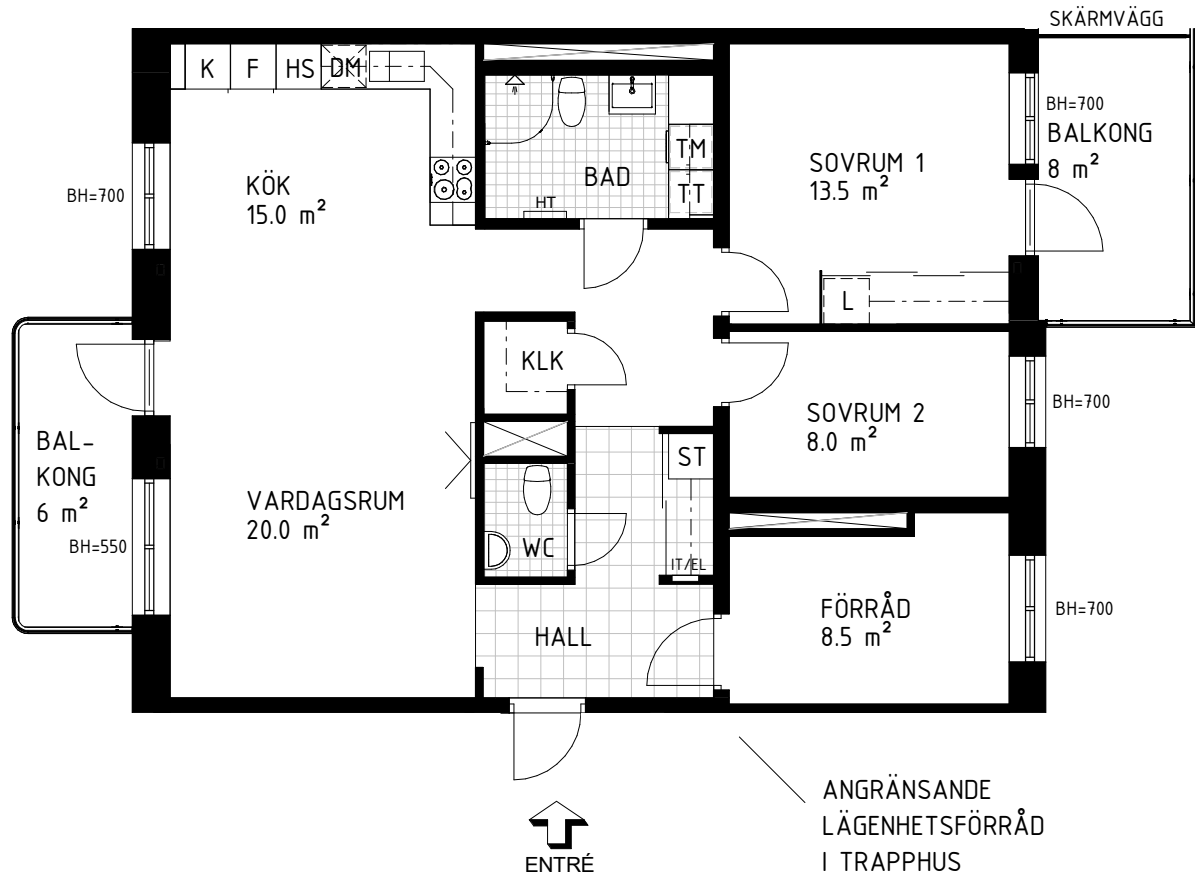 SKÄRMVÄGG
K F HS DM
BH=700
BALKONG
8 m²
TM
TT
BAD
HT
SOVRUM 1
13.5 m²
KÖK
15.0 m²
BH=700
L
KLK
SOVRUM 2
8.0 m²
BH=700
BAL-
KONG
6 m²
BH=550
VARDAGSRUM
20.0 m²
ST
WC
IT/EL
FÖRRÅD
8.5 m²
BH=700
HALL
ENTRÉ
ANGRÄNSANDE
LÄGENHETSFÖRRÅD
I TRAPPHUS